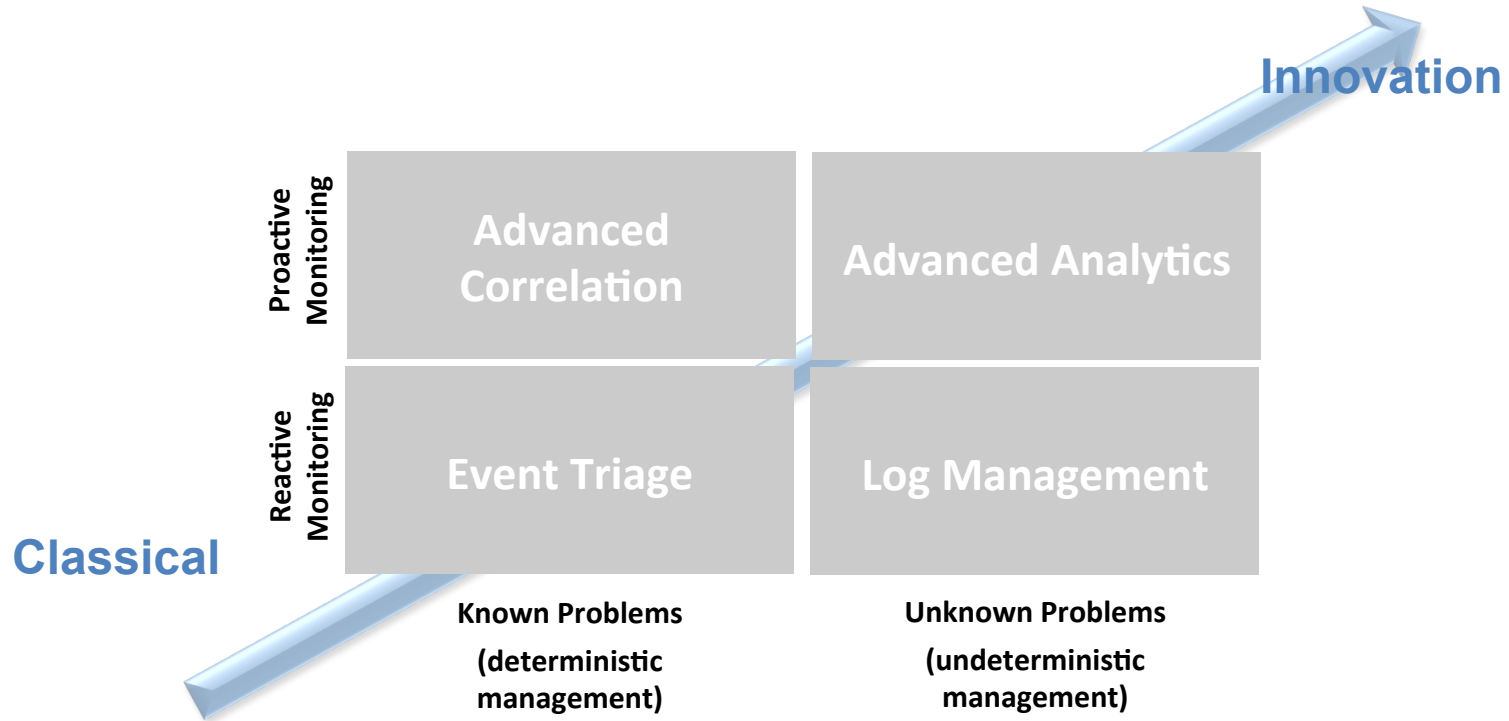 Innovation
Proactive
Monitoring
Advanced
Correlation
Advanced Analytics
Reactive
Monitoring
Event Triage
Log Management
Classical
Known Problems
(deterministic
management)
Unknown Problems
(undeterministic
management)